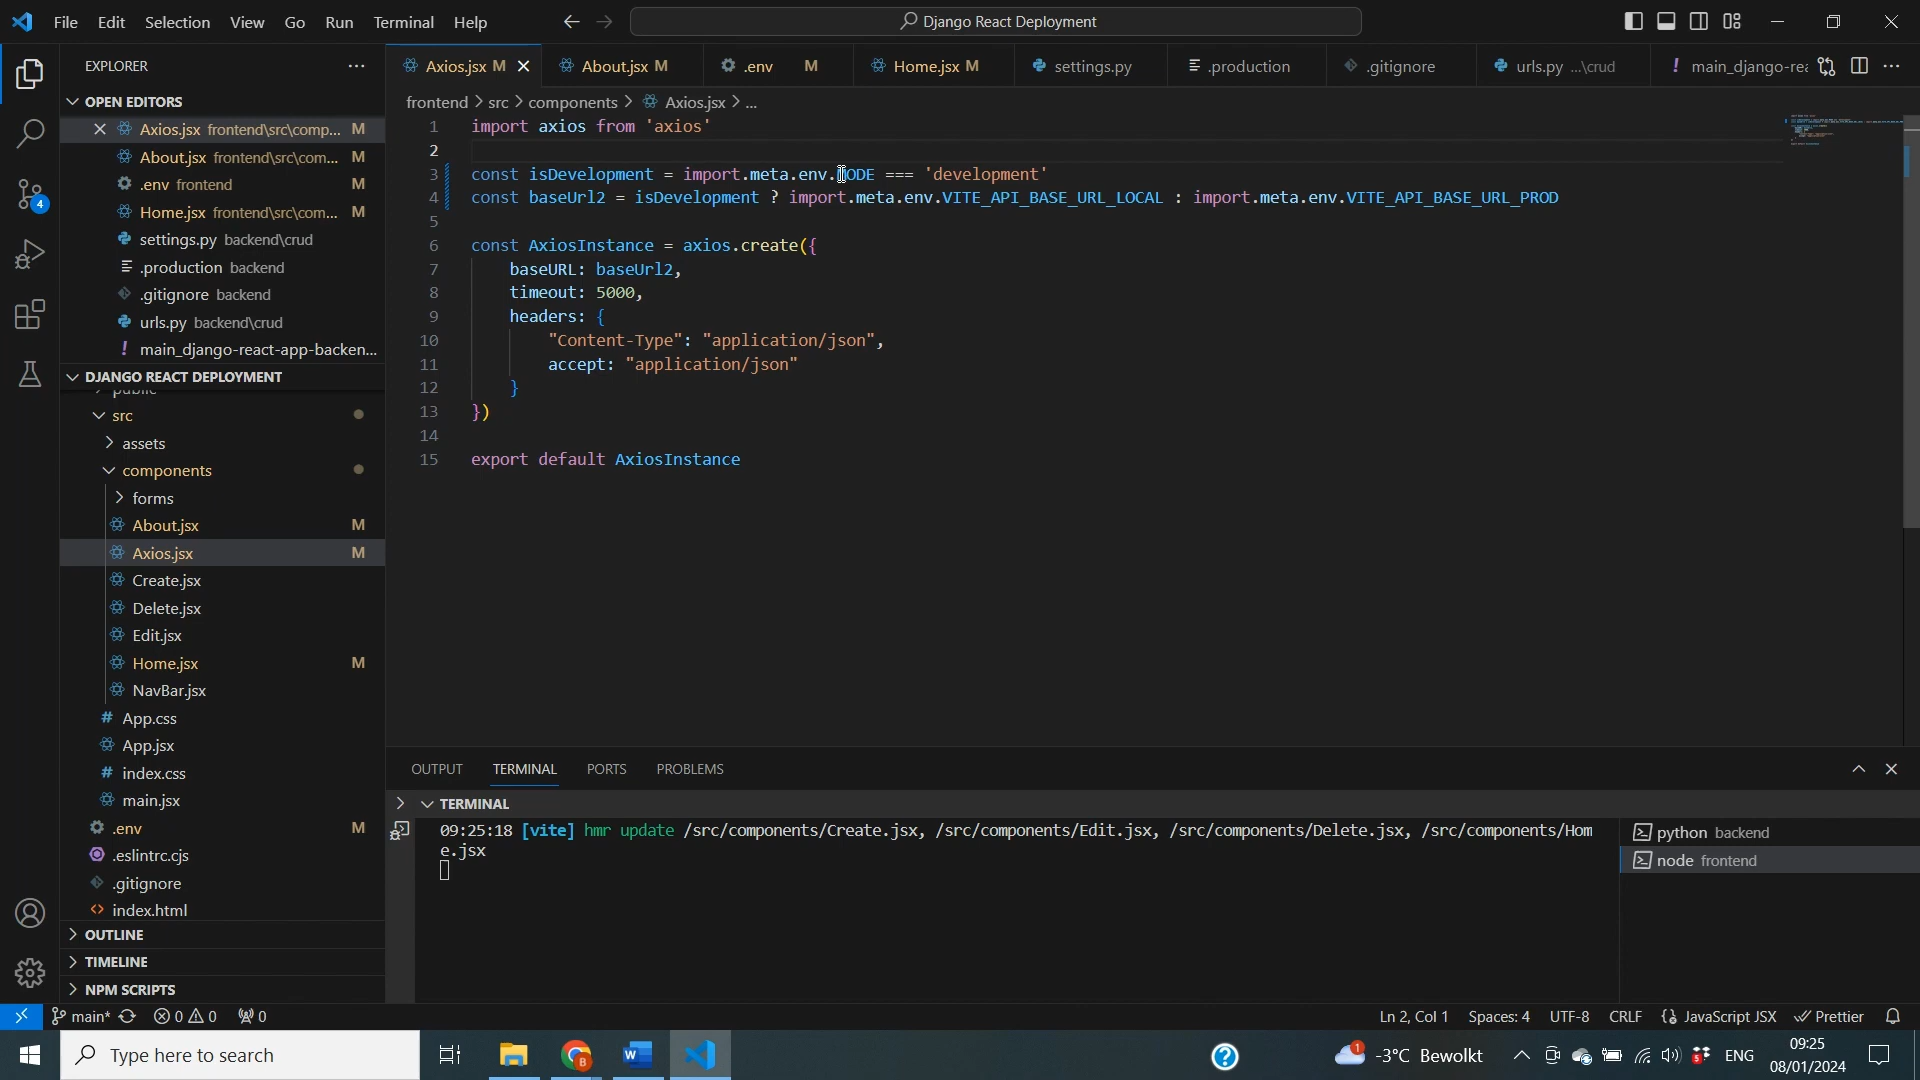 File Edit Selection View Go Run Terminal Help
Django React Deployment
EXPLORER
OPEN EDITORS
Axios.jsx frontend\src\comp... M
About.jsx frontend\src\com... M
.env frontend M
Home.jsx frontend\src\com... M
settings.py backend\crud
.production backend
.gitignore backend
urls.py backend\crud
! main_django-react-app-backen...
DJANGO REACT DEPLOYMENT
public
src
assets
components
forms
About.jsx M
Axios.jsx M
Create.jsx
Delete.jsx
Edit.jsx
Home.jsx M
NavBar.jsx
# App.css
App.jsx
# index.css
main.jsx
.env M
.eslintrc.cjs
.gitignore
<> index.html
OUTLINE
TIMELINE
NPM SCRIPTS
4
Axios.jsx M About.jsx M .env M Home.jsx M settings.py .production .gitignore urls.py ...\crud ! main_django-rea
frontend > src > components > Axios.jsx > ...
1 import axios from 'axios'
2
3 const isDevelopment = import.meta.env.MODE === 'development'
4 const baseUrl2 = isDevelopment ? import.meta.env.VITE_API_BASE_URL_LOCAL : import.meta.env.VITE_API_BASE_URL_PROD
5
6 const AxiosInstance = axios.create({
7 baseURL: baseUrl2,
8 timeout: 5000,
9 headers: {
10 "Content-Type": "application/json",
11 accept: "application/json"
12 }
13 })
14
15 export default AxiosInstance
OUTPUT TERMINAL PORTS PROBLEMS
TERMINAL
09:25:18 [vite] hmr update /src/components/Create.jsx, /src/components/Edit.jsx, /src/components/Delete.jsx, /src/components/Hom
e.jsx
python backend
node frontend
main* 0 0 0
Ln 2, Col 1 Spaces: 4 UTF-8 CRLF JavaScript JSX Prettier
Type here to search
1 -3°C Bewolkt ENG 09:25
08/01/2024